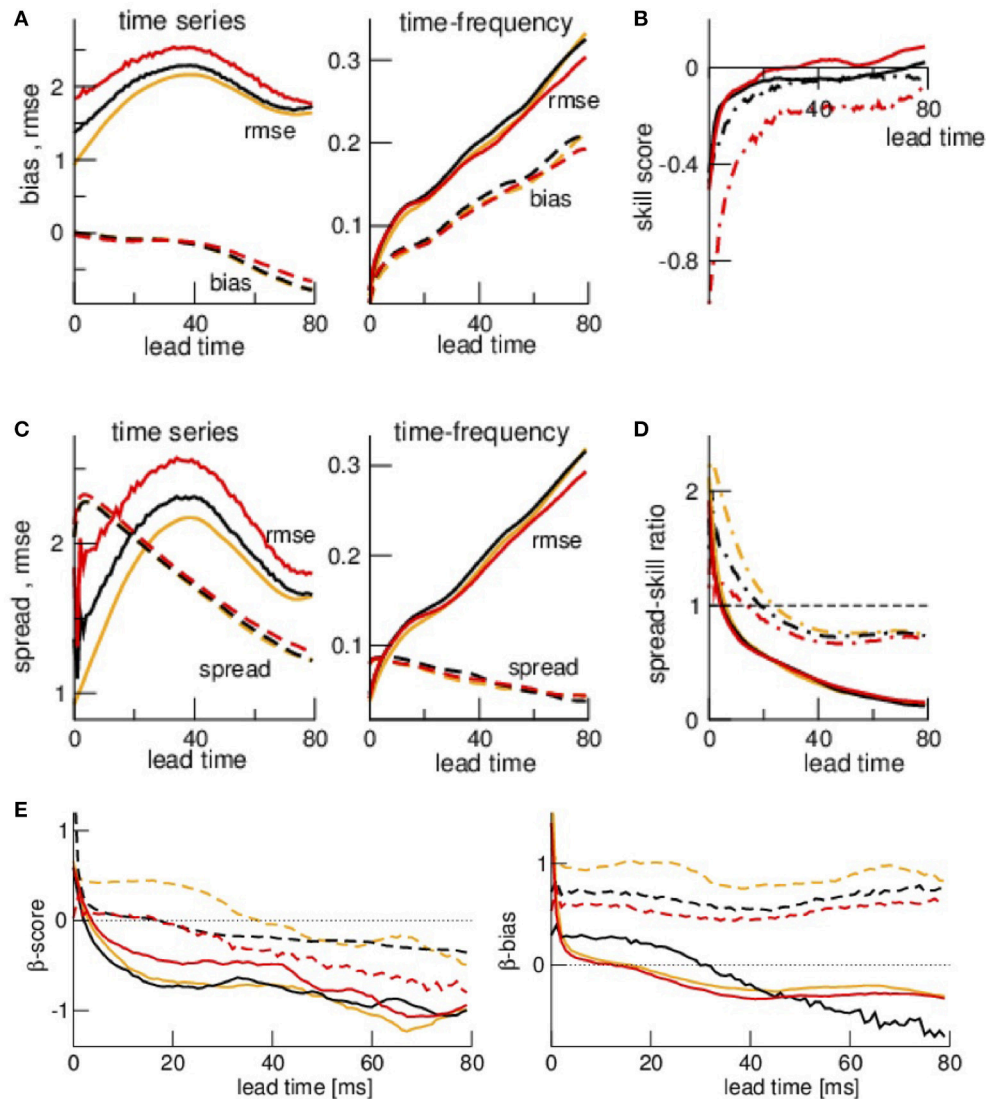 A
time series
time-frequency
B
bias , rmse
2
1
0
rmse
bias
0 40 80
lead time
0.3
0.2
0.1
rmse
bias
0 40 80
lead time
skill score
0
-0.4
-0.8
40 80
lead time
C
time series
time-frequency
D
spread , rmse
2
1
rmse
spread
0 40 80
lead time
0.3
0.2
0.1
rmse
spread
0 40 80
lead time
spread-skill ratio
2
1
0
0 40 80
lead time
E
β-score
1
0
-1
0 20 40 60 80
lead time [ms]
β-bias
1
0
0 20 40 60 80
lead time [ms]